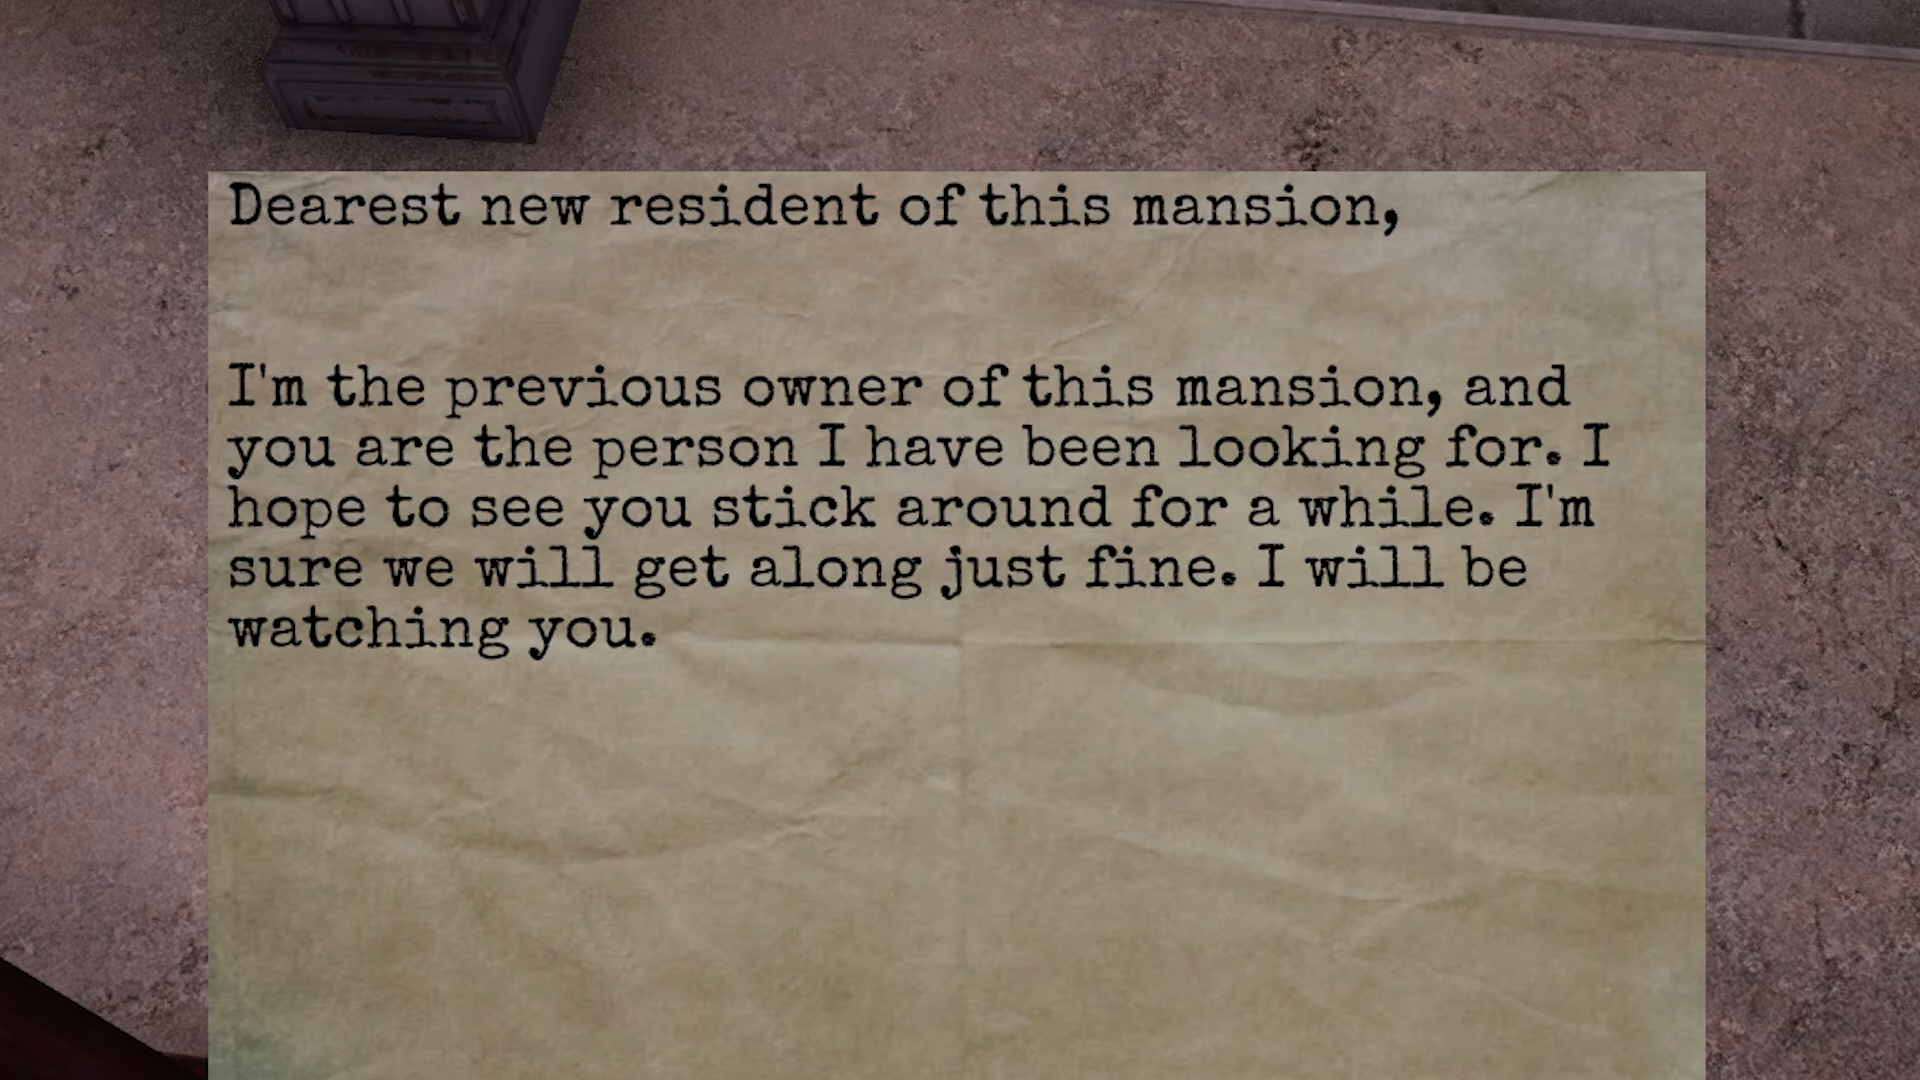 Dearest new resident of this mansion,
I'm the previous owner of this mansion, and
you are the person I have been looking for. I
hope to see you stick around for a while. I'm
sure we will get along just fine. I will be
watching you.